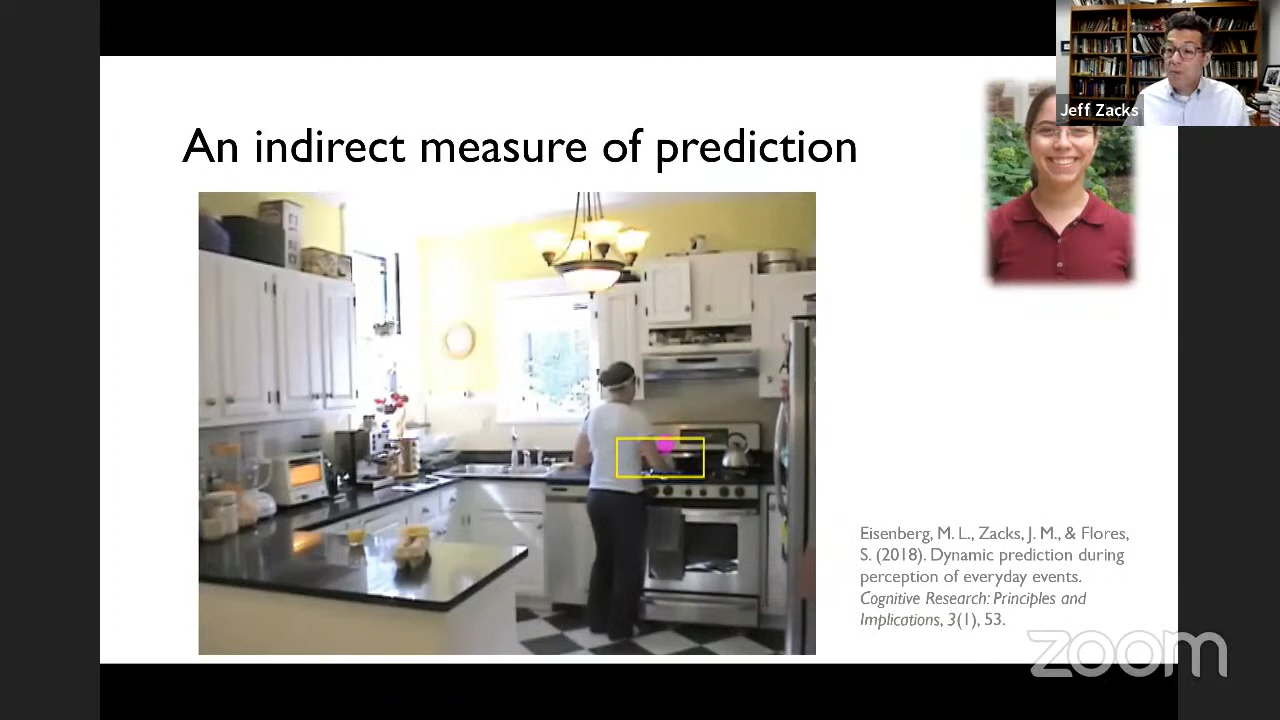 Jeff Zacks
An indirect measure of prediction
Eisenberg, M. L., Zacks, J. M., & Flores,
S. (2018). Dynamic prediction during
perception of everyday events.
Cognitive Research: Principles and
Implications, 3(1), 53.
zoom